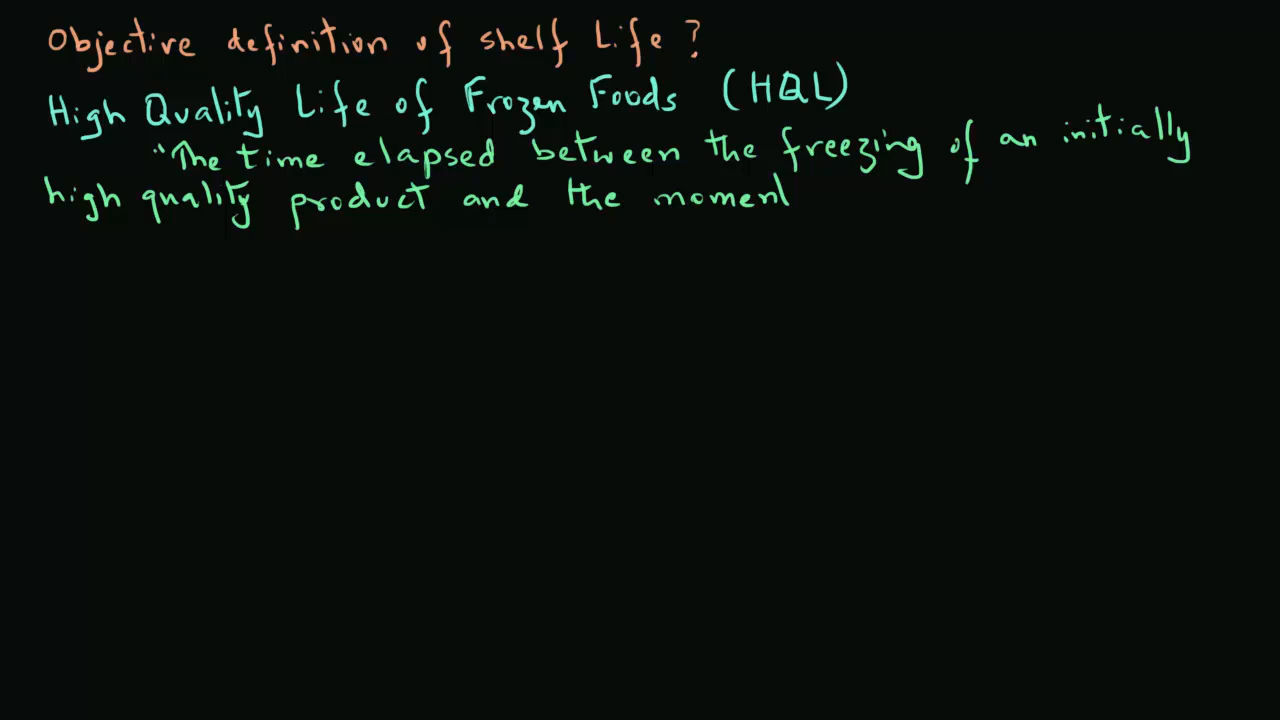 Objective definition of shelf Life ?
High Quality Life of Frozen Foods (HQL)
"The time elapsed between the freezing of an initially
high quality product and the moment